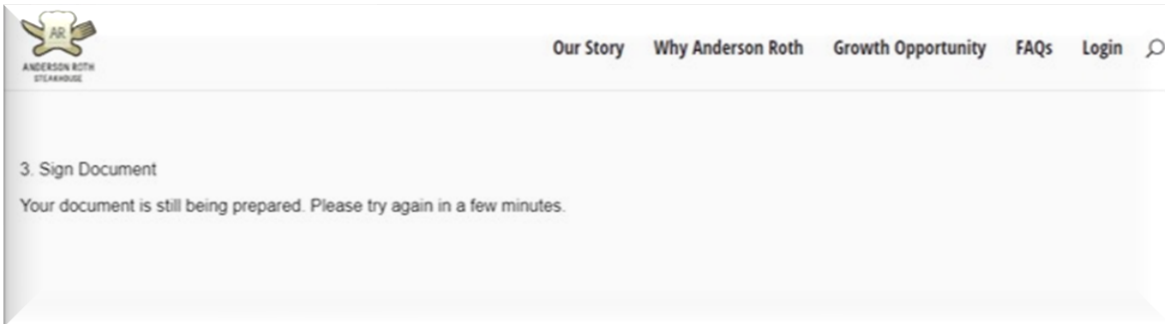 AR
ANDERSON ROTH
STEAKHOUSE
Our Story Why Anderson Roth Growth Opportunity FAQs Login
3. Sign Document
Your document is still being prepared. Please try again in a few minutes.